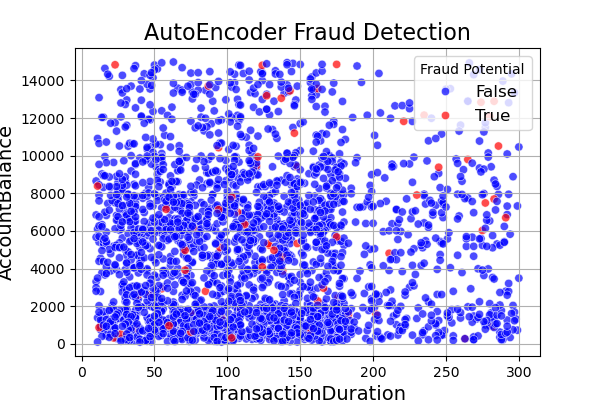 AutoEncoder Fraud Detection
AccountBalance
14000
12000
10000
8000
6000
4000
2000
0
Fraud Potential
False
True
0 50 100 150 200 250 300
TransactionDuration